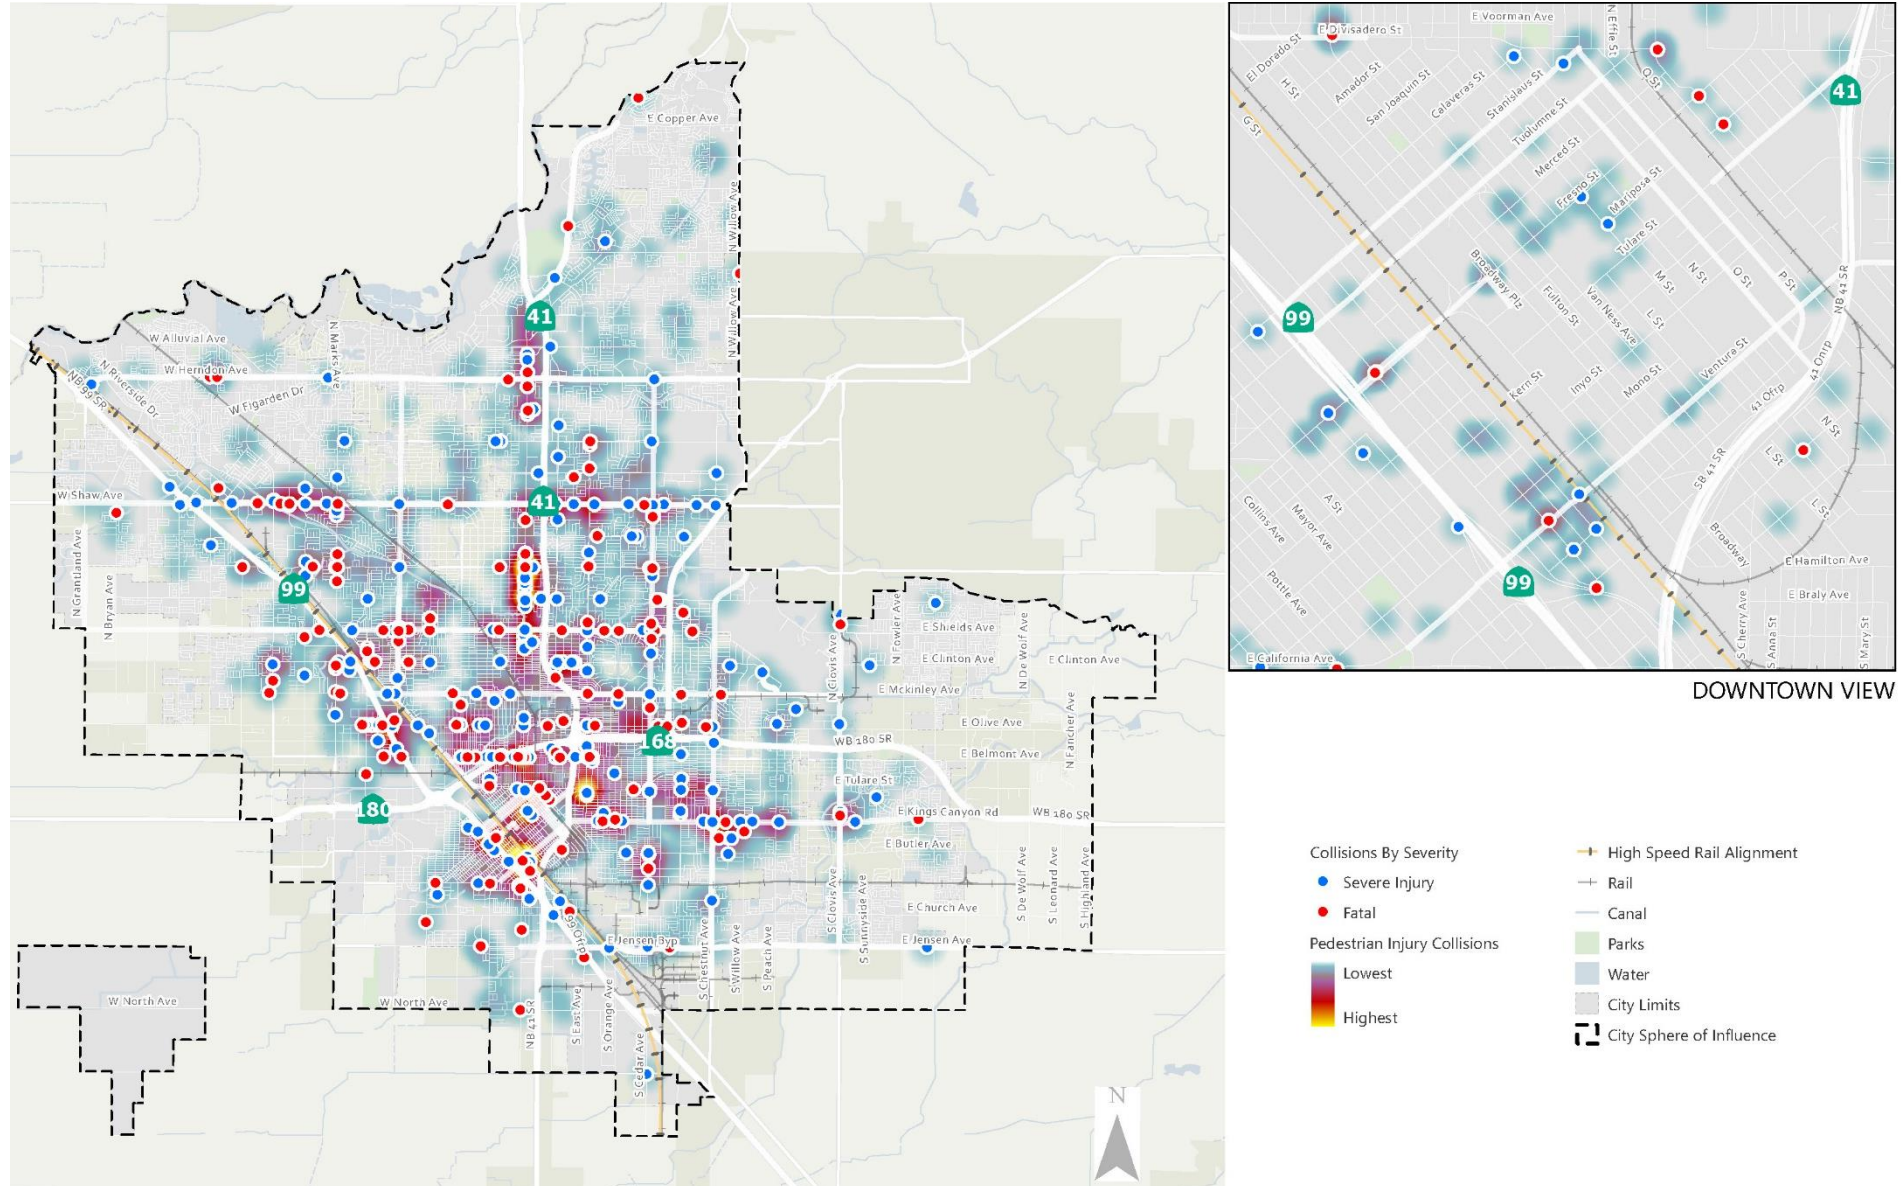 E Copper Ave
N Willow Ave
41
N Willow Ave
W Alluvial Ave
N Marks Ave
W Herndon Ave
N Riverside Dr
W Figarden Dr
NB 99 SR
W Shaw Ave
41
N Grantland Ave
N Bryan Ave
99
N Clovis Ave
N Fowler Ave
E Shields Ave
N De Wolf Ave
E Clinton Ave
E Clinton Ave
E Mckinley Ave
N Fancher Ave
E Olive Ave
168
WB 180 SR
E Belmont Ave
E Tulare St
180
E Kings Canyon Rd
WB 180 SR
E Butler Ave
S De Wolf Ave
S Leonard Ave
S Highland Ave
S Clovis Ave
S Sunnyside Ave
E Church Ave
99 Ofrp
E Jensen Byp
E Jensen Ave
S Chestnut Ave
S Willow Ave
S Peach Ave
W North Ave
W North Ave
NB 41 SR
S East Ave
S Orange Ave
S Cedar Ave
N
E Voorman Ave
E Divisadero St
N Effie St
El Dorado St
H St
Amador St
San Joaquin St
Calaveras St
Stanislaus St
Tuolumne St
Merced St
Q St
41
G St
Fresno St
Mariposa St
Tulare St
Broadway Plz
Fulton St
Van Ness Ave
L St
M St
N St
O St
P St
NB 41 SR
99
Kern St
Inyo St
Mono St
Ventura St
41 Onrp
41 Ofrp
SB 41 SR
N St
L St
L St
Broadway
A St
Mayor Ave
Collins Ave
Pottle Ave
99
E Hamilton Ave
E Braly Ave
S Cherry Ave
S Anna St
S Mary St
E California Ave
DOWNTOWN VIEW
Collisions By Severity
Severe Injury
Fatal
Pedestrian Injury Collisions
Lowest
Highest
High Speed Rail Alignment
Rail
Canal
Parks
Water
City Limits
City Sphere of Influence